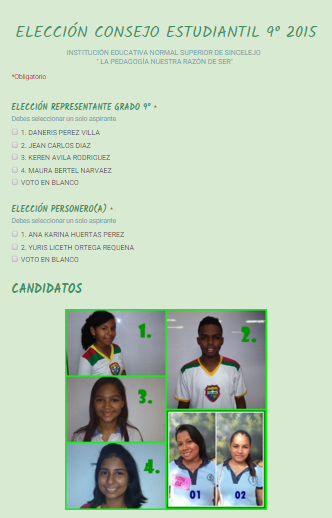 ELECCIÓN CONSEJO ESTUDIANTIL 9º 2015
INSTITUCIÓN EDUCATIVA NORMAL SUPERIOR DE SINCELEJO
" LA PEDAGOGÍA NUESTRA RAZÓN DE SER"
*Obligatorio
ELECCIÓN REPRESENTANTE GRADO 9º *
Debes seleccionar un solo aspirante
1. DANERIS PEREZ VILLA
2. JEAN CARLOS DIAZ
3. KEREN AVILA RODRIGUEZ
4. MAURA BERTEL NARVAEZ
VOTO EN BLANCO
ELECCIÓN PERSONERO(A) *
Debes seleccionar un solo aspirante
1. ANA KARINA HUERTAS PEREZ
2. YURIS LICETH ORTEGA REQUENA
VOTO EN BLANCO
CANDIDATOS
1.
2.
3.
4.
01
02